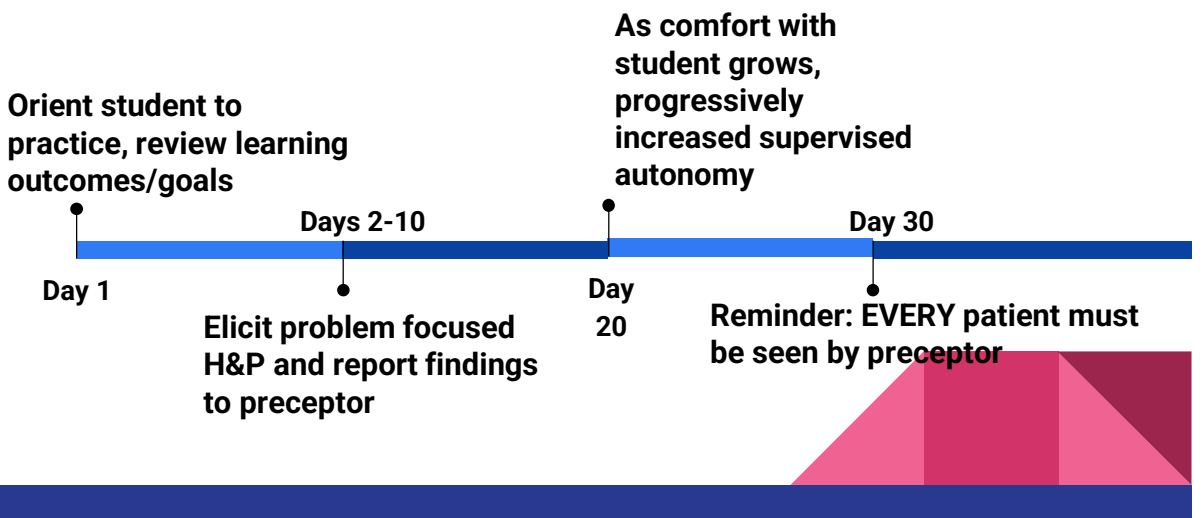 Orient student to
practice, review learning
outcomes/goals
Day 1
Days 2-10
Elicit problem focused
H&P and report findings
to preceptor
As comfort with
student grows,
progressively
increased supervised
autonomy
Day
20
Day 30
Reminder: EVERY patient must
be seen by preceptor